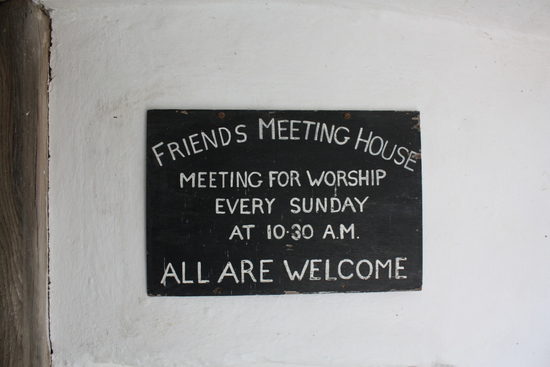 FRIENDS MEETING HOUSE
MEETING FOR WORSHIP
EVERY SUNDAY
AT 10·30 A.M.
ALL ARE WELCOME